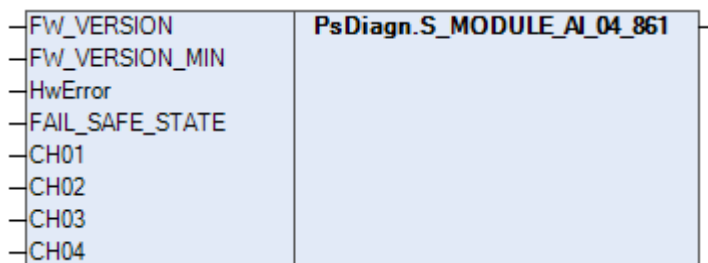 FW_VERSION PsDiagn.S_MODULE_AI_04_861
FW_VERSION_MIN
HwError
FAIL_SAFE_STATE
CH01
CH02
CH03
CH04